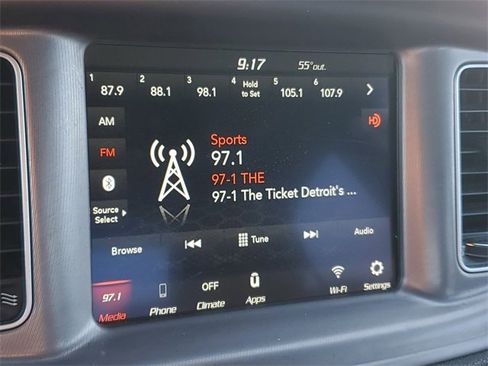 9:17 55°out.
1 2 3 4 5 6
87.9 88.1 98.1 Hold to Set 105.1 107.9
AM
HD
Sports
FM
97.1
97-1 THE
97-1 The Ticket Detroit's ...
Source
Select
Browse Tune Audio
97.1 OFF
Media Phone Climate Apps Wi-Fi Settings